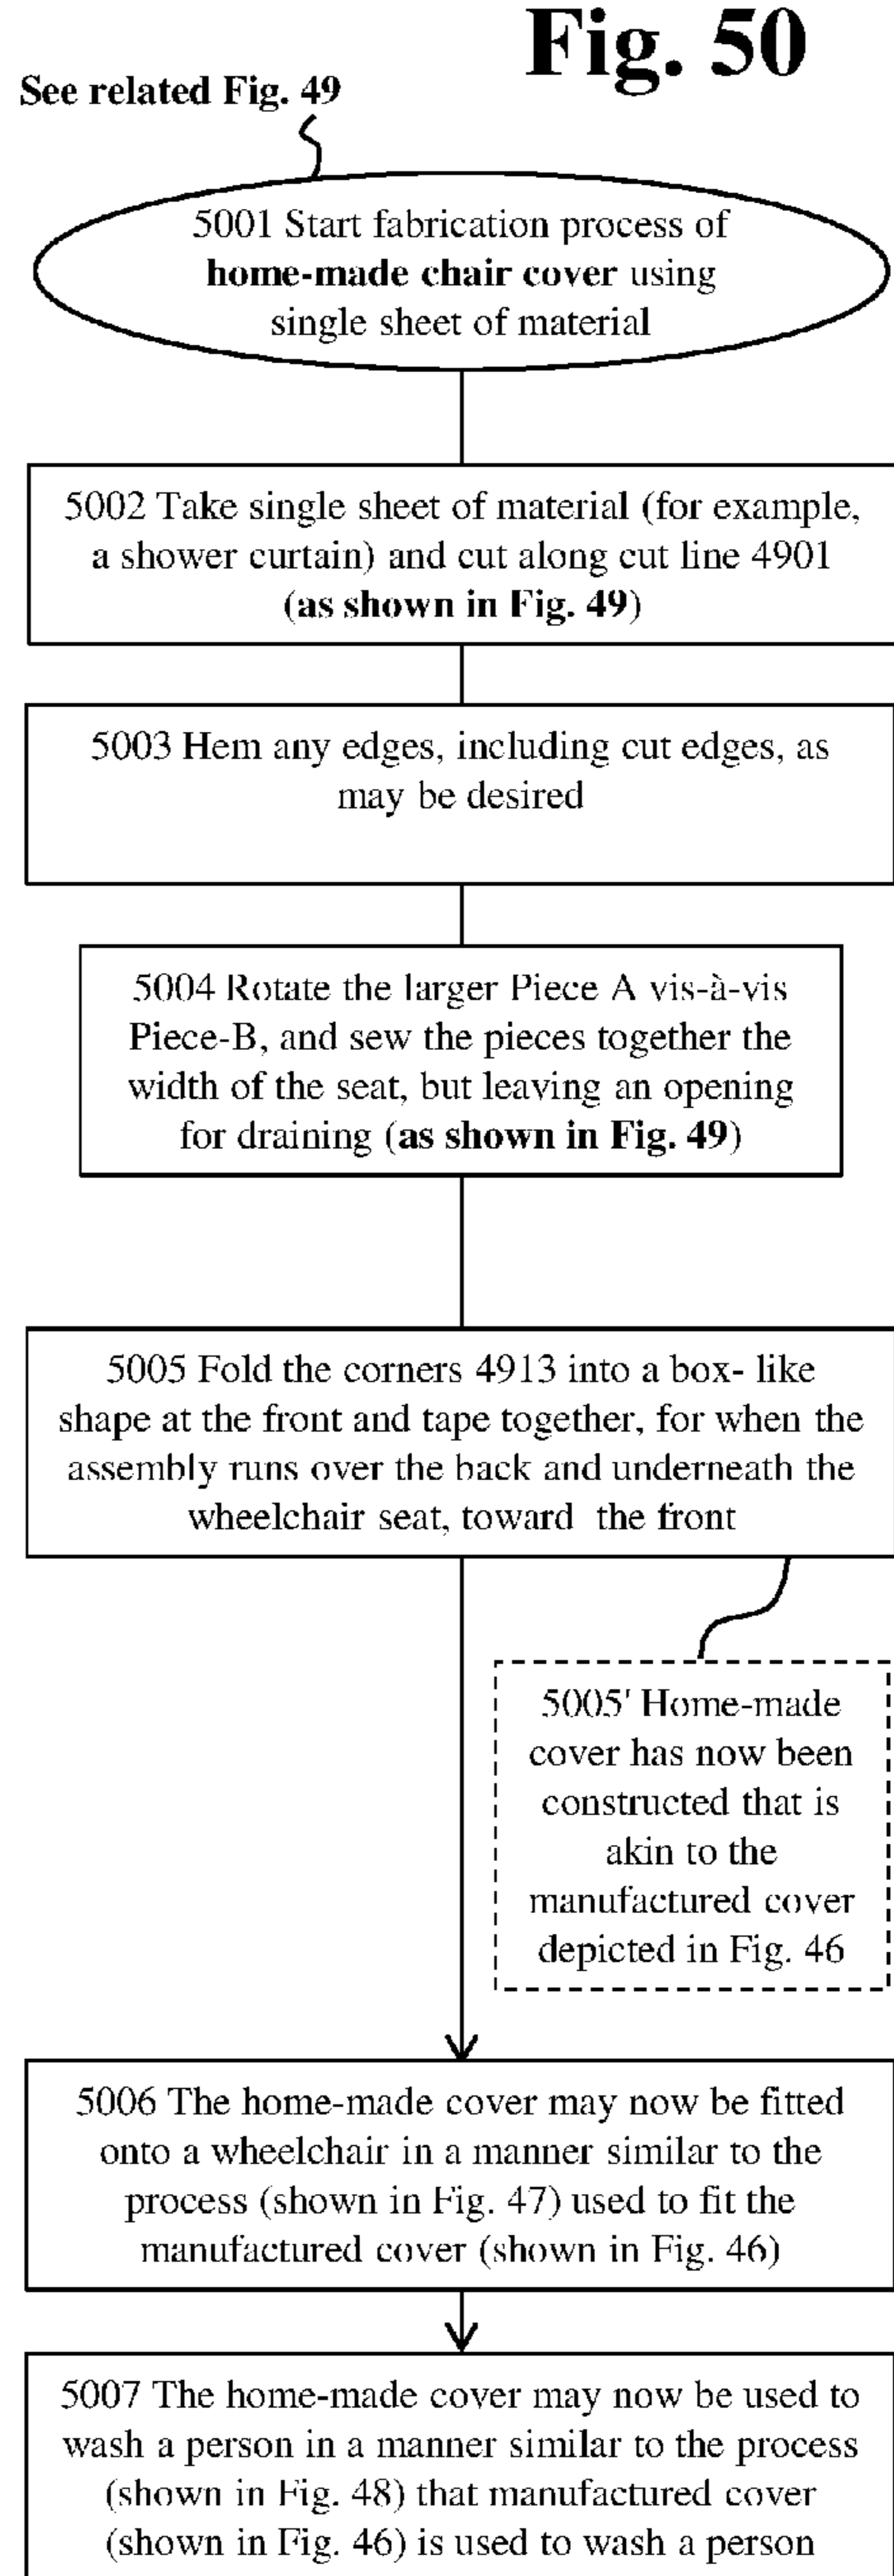 Fig. 50
See related Fig. 49
5001 Start fabrication process of
home-made chair cover using
single sheet of material
5002 Take single sheet of material (for example,
a shower curtain) and cut along cut line 4901
(as shown in Fig. 49)
5003 Hem any edges, including cut edges, as
may be desired
5004 Rotate the larger Piece A vis-à-vis
Piece-B, and sew the pieces together the
width of the seat, but leaving an opening
for draining (as shown in Fig. 49)
5005 Fold the corners 4913 into a box- like
shape at the front and tape together, for when the
assembly runs over the back and underneath the
wheelchair seat, toward the front
5005' Home-made
cover has now been
constructed that is
akin to the
manufactured cover
depicted in Fig. 46
5006 The home-made cover may now be fitted
onto a wheelchair in a manner similar to the
process (shown in Fig. 47) used to fit the
manufactured cover (shown in Fig. 46)
5007 The home-made cover may now be used to
wash a person in a manner similar to the process
(shown in Fig. 48) that manufactured cover
(shown in Fig. 46) is used to wash a person